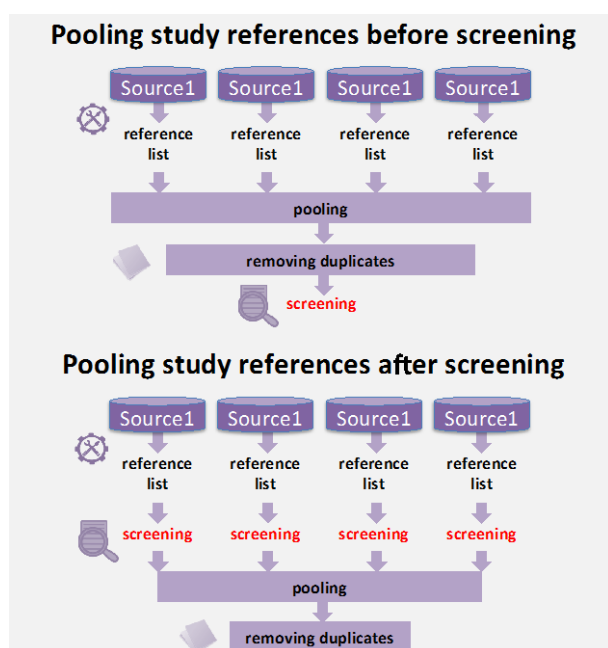 Pooling study references before screening
Source1 Source1 Source1 Source1
reference reference reference reference
list list list list
pooling
removing duplicates
screening
Pooling study references after screening
Source1 Source1 Source1 Source1
reference reference reference reference
list list list list
screening screening screening screening
pooling
removing duplicates